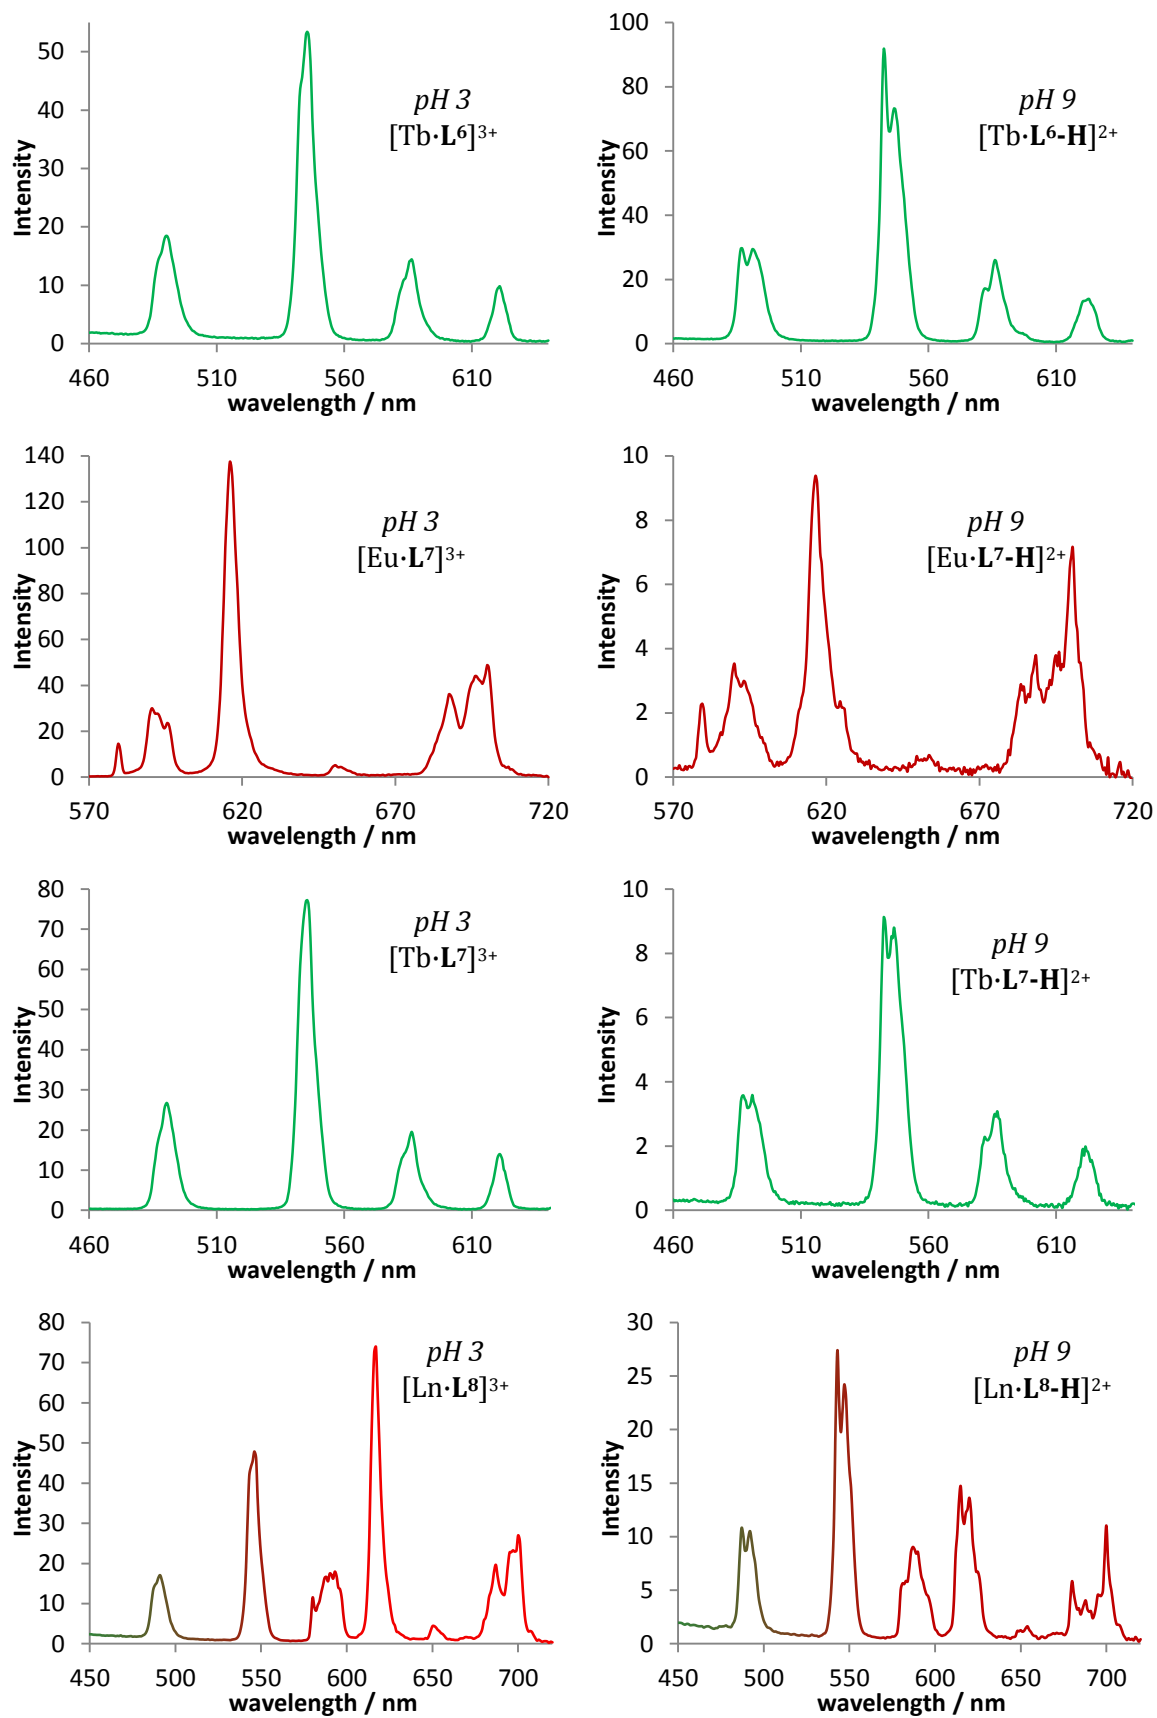 50
40
30
20
10
0
460
510
560
610
Intensity
wavelength / nm
pH 3
[Tb·L⁶]³⁺
100
80
60
40
20
0
460
510
560
610
Intensity
wavelength / nm
pH 9
[Tb·L⁶-H]²⁺
140
120
100
80
60
40
20
0
570
620
670
720
Intensity
wavelength / nm
pH 3
[Eu·L⁷]³⁺
10
8
6
4
2
0
570
620
670
720
Intensity
wavelength / nm
pH 9
[Eu·L⁷-H]²⁺
80
70
60
50
40
30
20
10
0
460
510
560
610
Intensity
wavelength / nm
pH 3
[Tb·L⁷]³⁺
10
8
6
4
2
0
460
510
560
610
Intensity
wavelength / nm
pH 9
[Tb·L⁷-H]²⁺
80
70
60
50
40
30
20
10
0
450
500
550
600
650
700
Intensity
wavelength / nm
pH 3
[Ln·L⁸]³⁺
30
25
20
15
10
5
0
450
500
550
600
650
700
Intensity
wavelength / nm
pH 9
[Ln·L⁸-H]²⁺